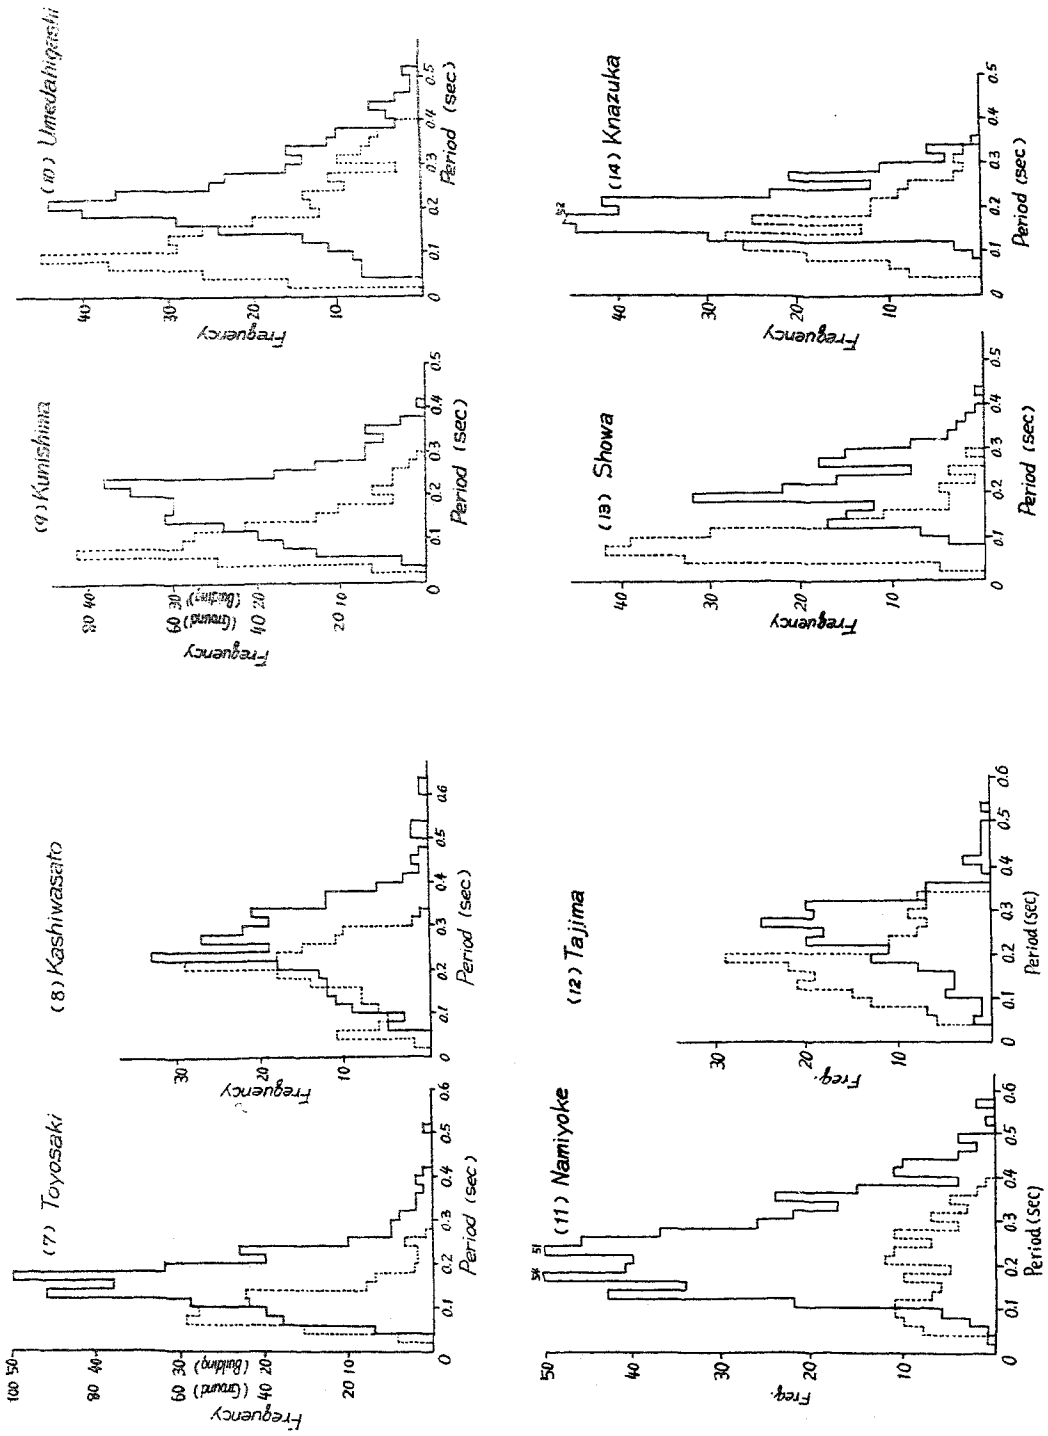 (7) Toyosaki
100 50
80 40
60 30
40 20
20 10
Frequency
(Ground)
(Building)
0 0.1 0.2 0.3 0.4 0.5 0.6
Period (sec)
(8) Kashiwasato
30
20
10
Frequency
0 0.1 0.2 0.3 0.4 0.5 0.6
Period (sec)
(9) Kunishima
80 40
60 30
40 20
20 10
Frequency
(Ground)
(Building)
0 0.1 0.2 0.3 0.4 0.5
Period (sec)
(10) Umedahigashi
40
30
20
10
Frequency
0 0.1 0.2 0.3 0.4 0.5
Period (sec)
(11) Namiyoke
54 51
50
40
30
20
10
Freq.
0 0.1 0.2 0.3 0.4 0.5 0.6
Period (sec)
(12) Tajima
30
20
10
Freq.
0 0.1 0.2 0.3 0.4 0.5 0.6
Period (sec)
(13) Showa
40
30
20
10
Frequency
0 0.1 0.2 0.3 0.4 0.5
Period (sec)
(14) Knazuka
52
40
30
20
10
Frequency
0 0.1 0.2 0.3 0.4 0.5
Period (sec)